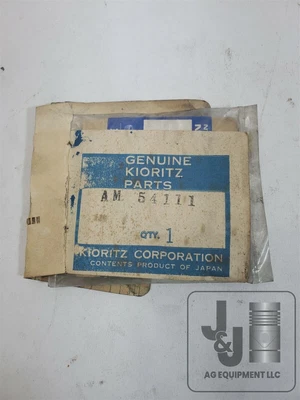 GENUINE
KIORITZ
PARTS
AM 54111
QTY. 1
KIORITZ CORPORATION
CONTENTS PRODUCT OF JAPAN
J&J
AG EQUIPMENT LLC